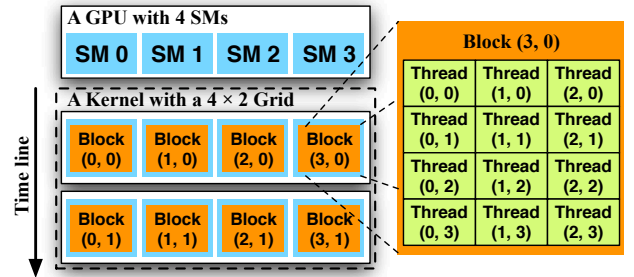 A GPU with 4 SMs
SM 0 SM 1 SM 2 SM 3
Time line
A Kernel with a 4 × 2 Grid
Block Block Block Block
(0, 0) (1, 0) (2, 0) (3, 0)
Block Block Block Block
(0, 1) (1, 1) (2, 1) (3, 1)
Block (3, 0)
Thread Thread Thread
(0, 0) (1, 0) (2, 0)
Thread Thread Thread
(0, 1) (1, 1) (2, 1)
Thread Thread Thread
(0, 2) (1, 2) (2, 2)
Thread Thread Thread
(0, 3) (1, 3) (2, 3)